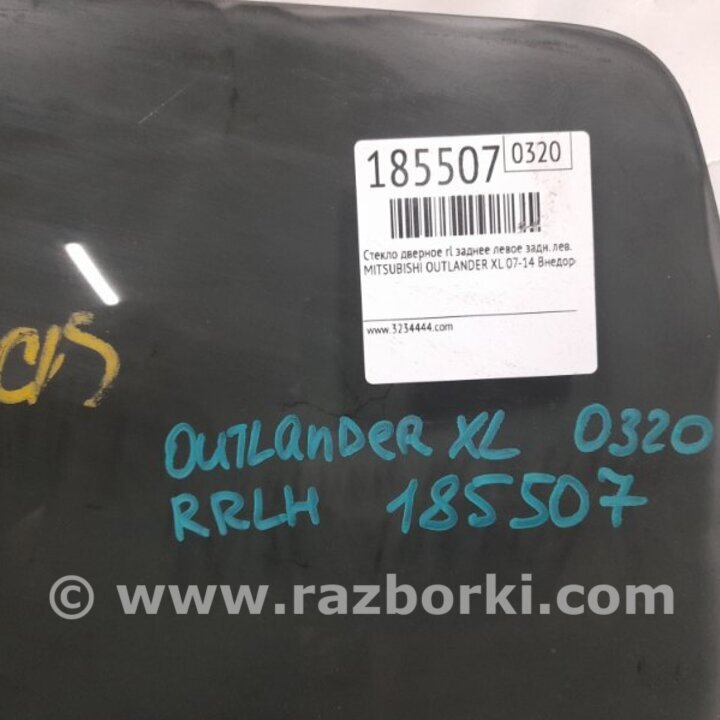 185507 0320
Стекло дверное rl заднее левое задн. лев.
MITSUBISHI OUTLANDER XL 07-14 Внедор
www.3234444.com
OUTLANDER XL 0320
RRLH 185507
© www.razborki.com